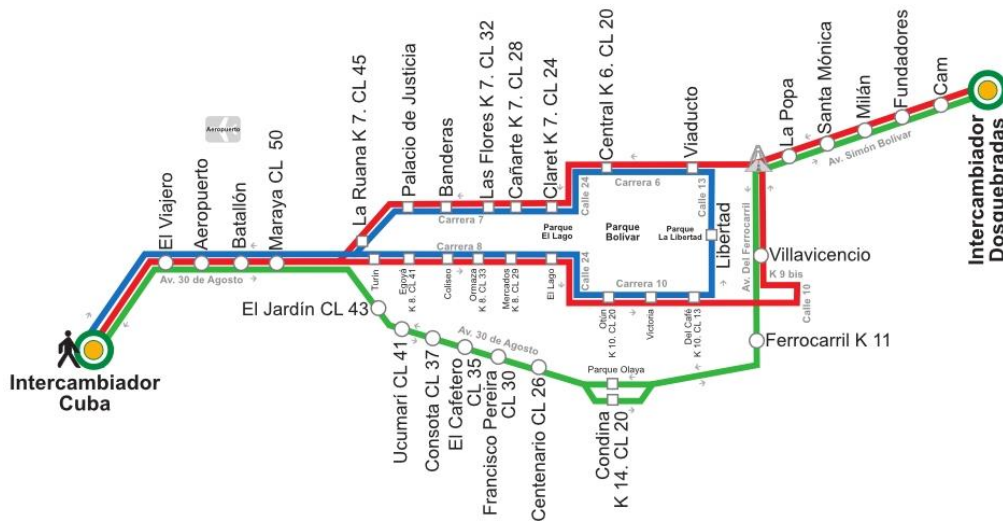 Aeropuerto
El Viajero
Aeropuerto
Batallón
Maraya CL 50
La Ruana K 7. CL 45
Palacio de Justicia
Banderas
Las Flores K 7. CL 32
Cañarte K 7. CL 28
Claret K 7. CL 24
Central K 6. CL 20
Viaducto
La Popa
Santa Mónica
Milán
Fundadores
Cam
Av. Simón Bolivar
Intercambiador
Dosquebradas
Carrera 7
Calle 24
Carrera 6
Calle 13
Parque
El Lago
Parque
Bolivar
Parque
La Libertad
Libertad
Av. Del Ferrocarril
Villavicencio
K 9 bis
Calle 10
Av. 30 de Agosto
Carrera 8
Calle 24
Carrera 10
Turín
Egoyá
K 8. CL 41
Coliseo
Ormaza
K 8. CL 33
Mercados
K 8. CL 29
El Lago
Otún
K 10. CL 20
Victoria
Del Café
K 10. CL 13
El Jardín CL 43
Ucumarí CL 41
Consota CL 37
El Cafetero
CL 35
Francisco Pereira
CL 30
Centenario CL 26
Av. 30 de Agosto
Parque Olaya
Condina
K 14. CL 20
Ferrocarril K 11
Intercambiador
Cuba